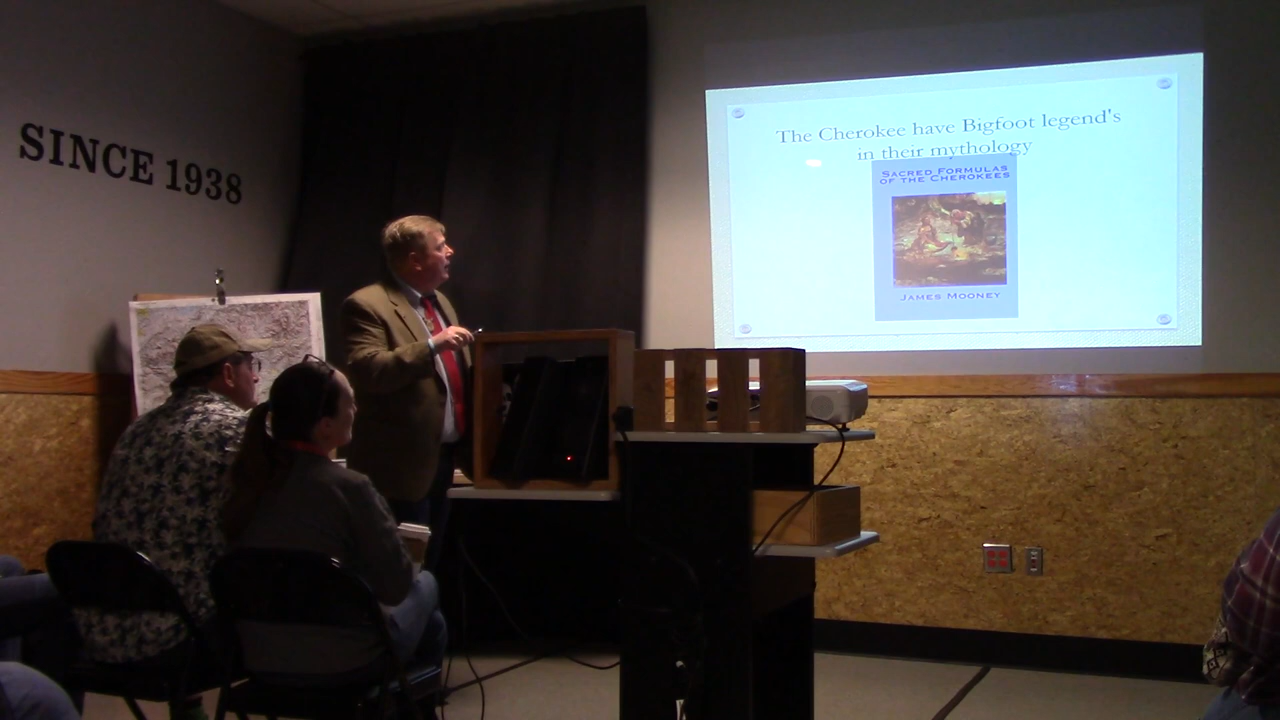 SINCE 1938
The Cherokee have Bigfoot legend's
in their mythology
SACRED FORMULAS
OF THE CHEROKEES
JAMES MOONEY